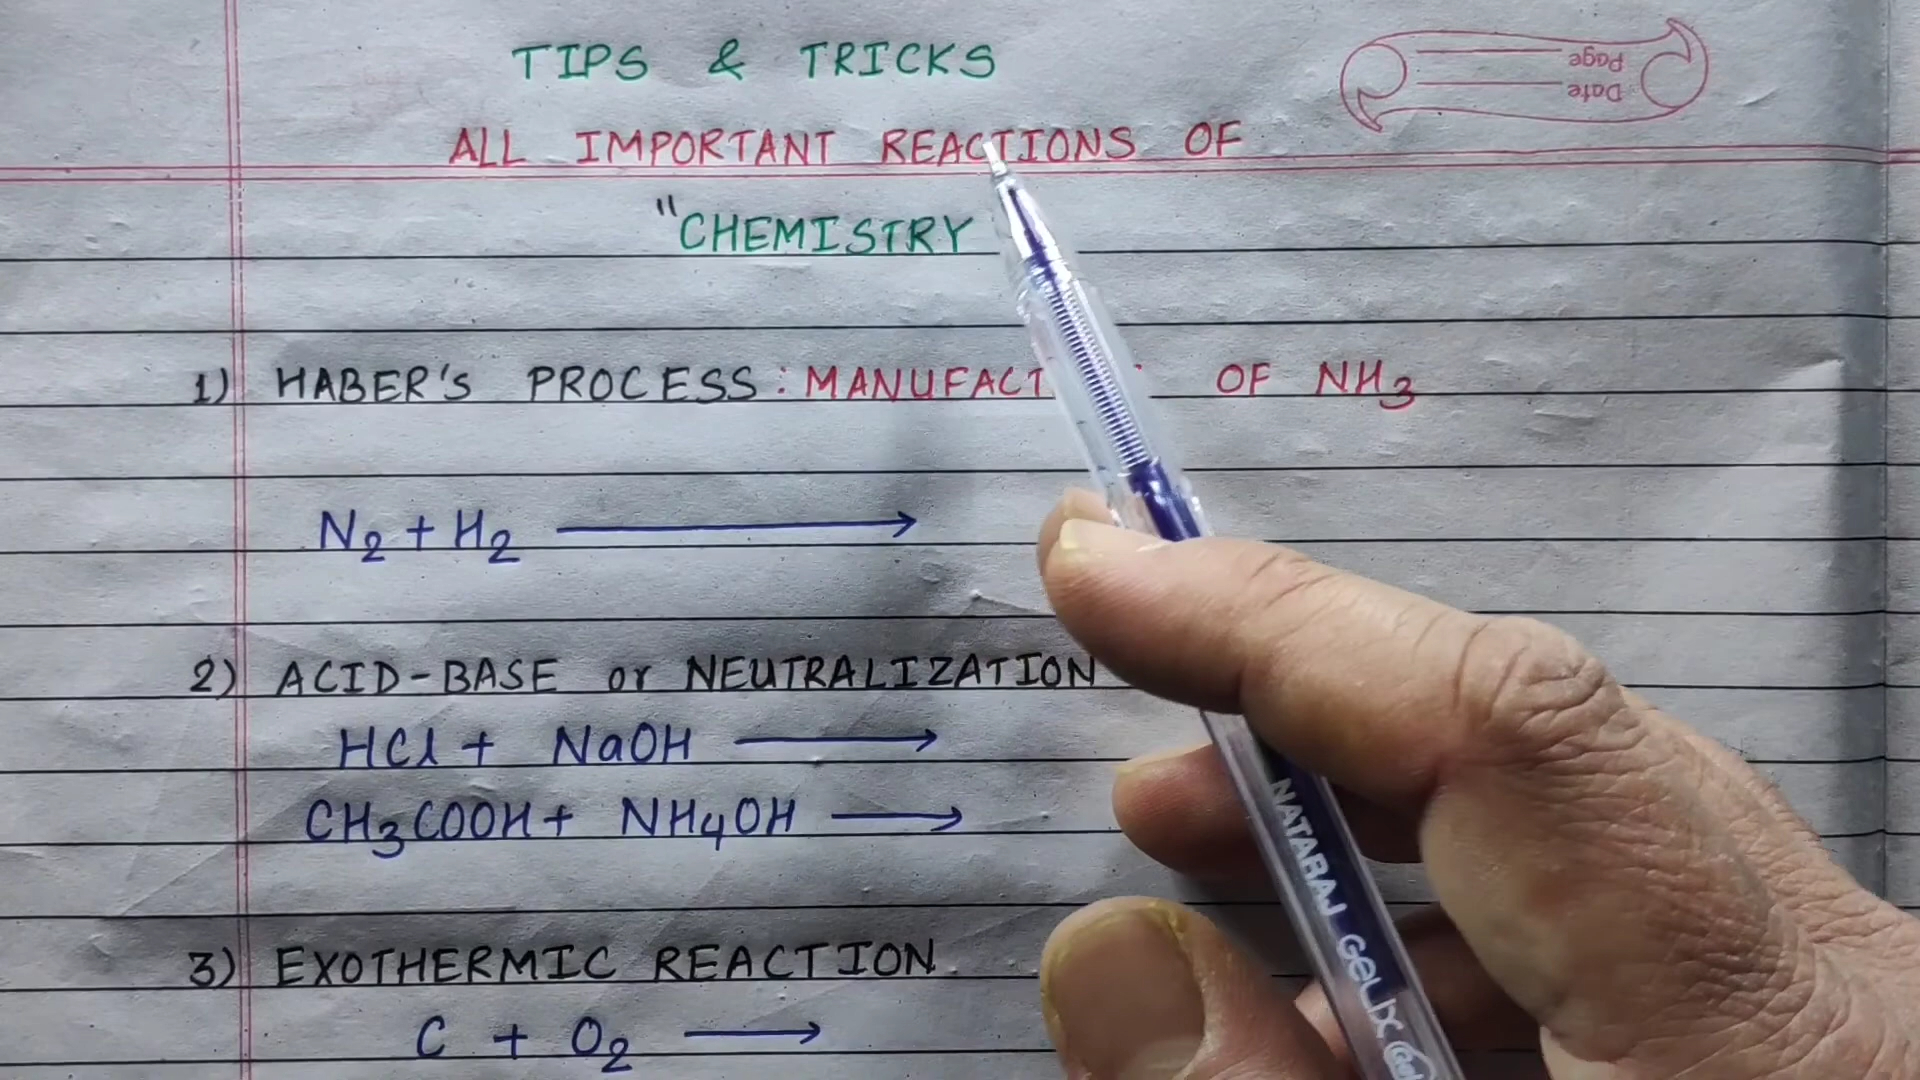 TIPS & TRICKS
Page
Date
ALL IMPORTANT REACTIONS OF
"CHEMISTRY
1) HABER'S PROCESS: MANUFACT OF NH3
N2 + H2 →
2) ACID-BASE or NEUTRALIZATION
HCl + NaOH →
CH3COOH + NH4OH →
3) EXOTHERMIC REACTION
C + O2 →
NATARAJ GELIX